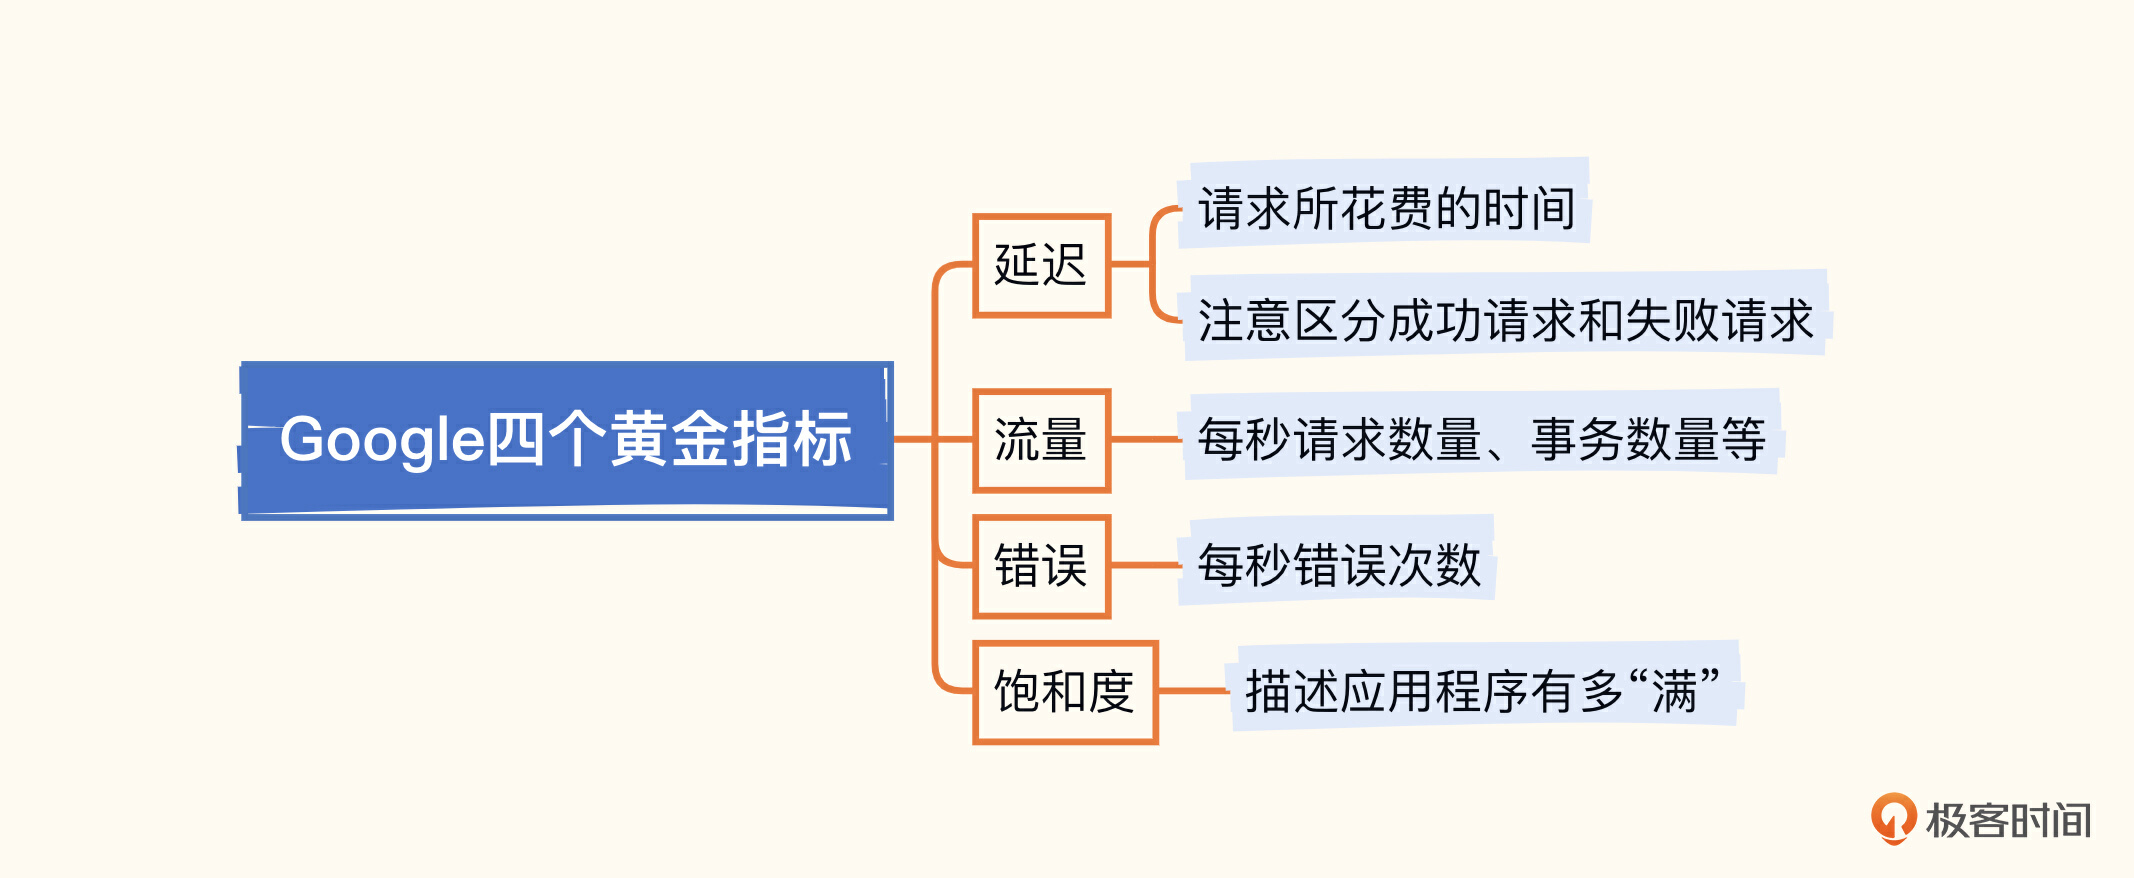 Google四个黄金指标
延迟
请求所花费的时间
注意区分成功请求和失败请求
流量
每秒请求数量、事务数量等
错误
每秒错误次数
饱和度
描述应用程序有多“满”
极客时间